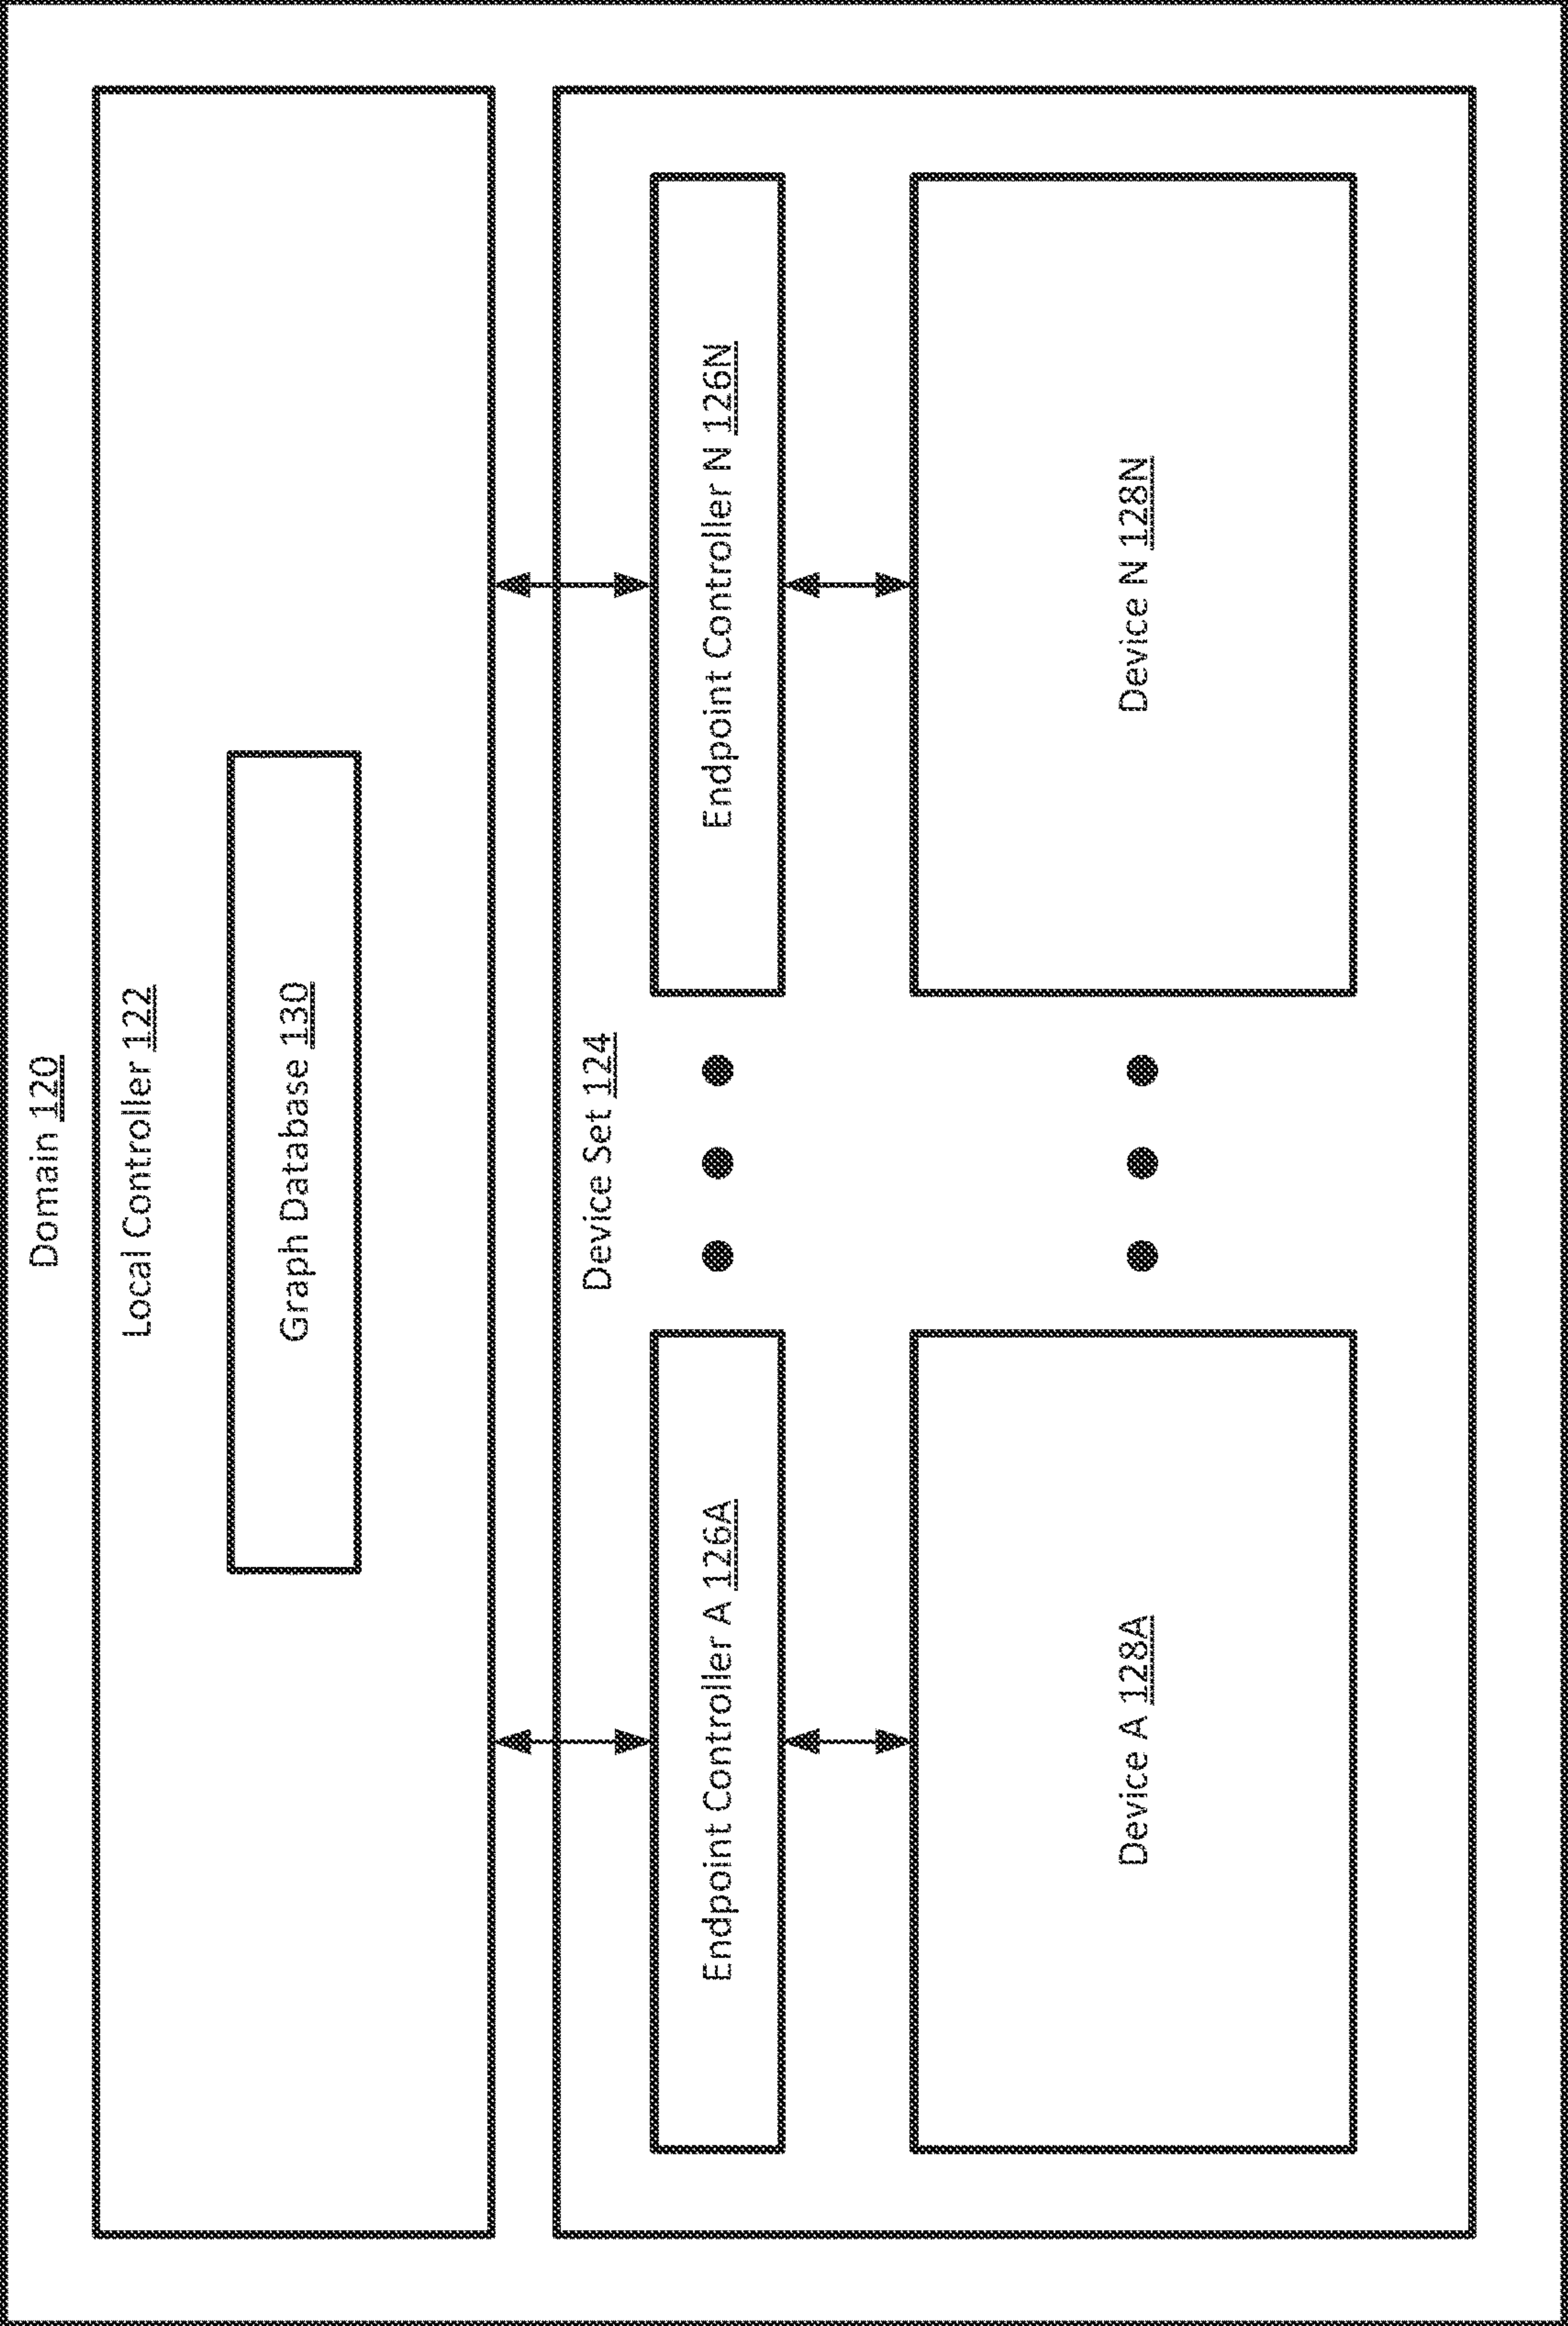 Domain 120
Local Controller 122
Graph Database 130
Device Set 124
Endpoint Controller A 126A
Endpoint Controller N 126N
Device A 128A
Device N 128N